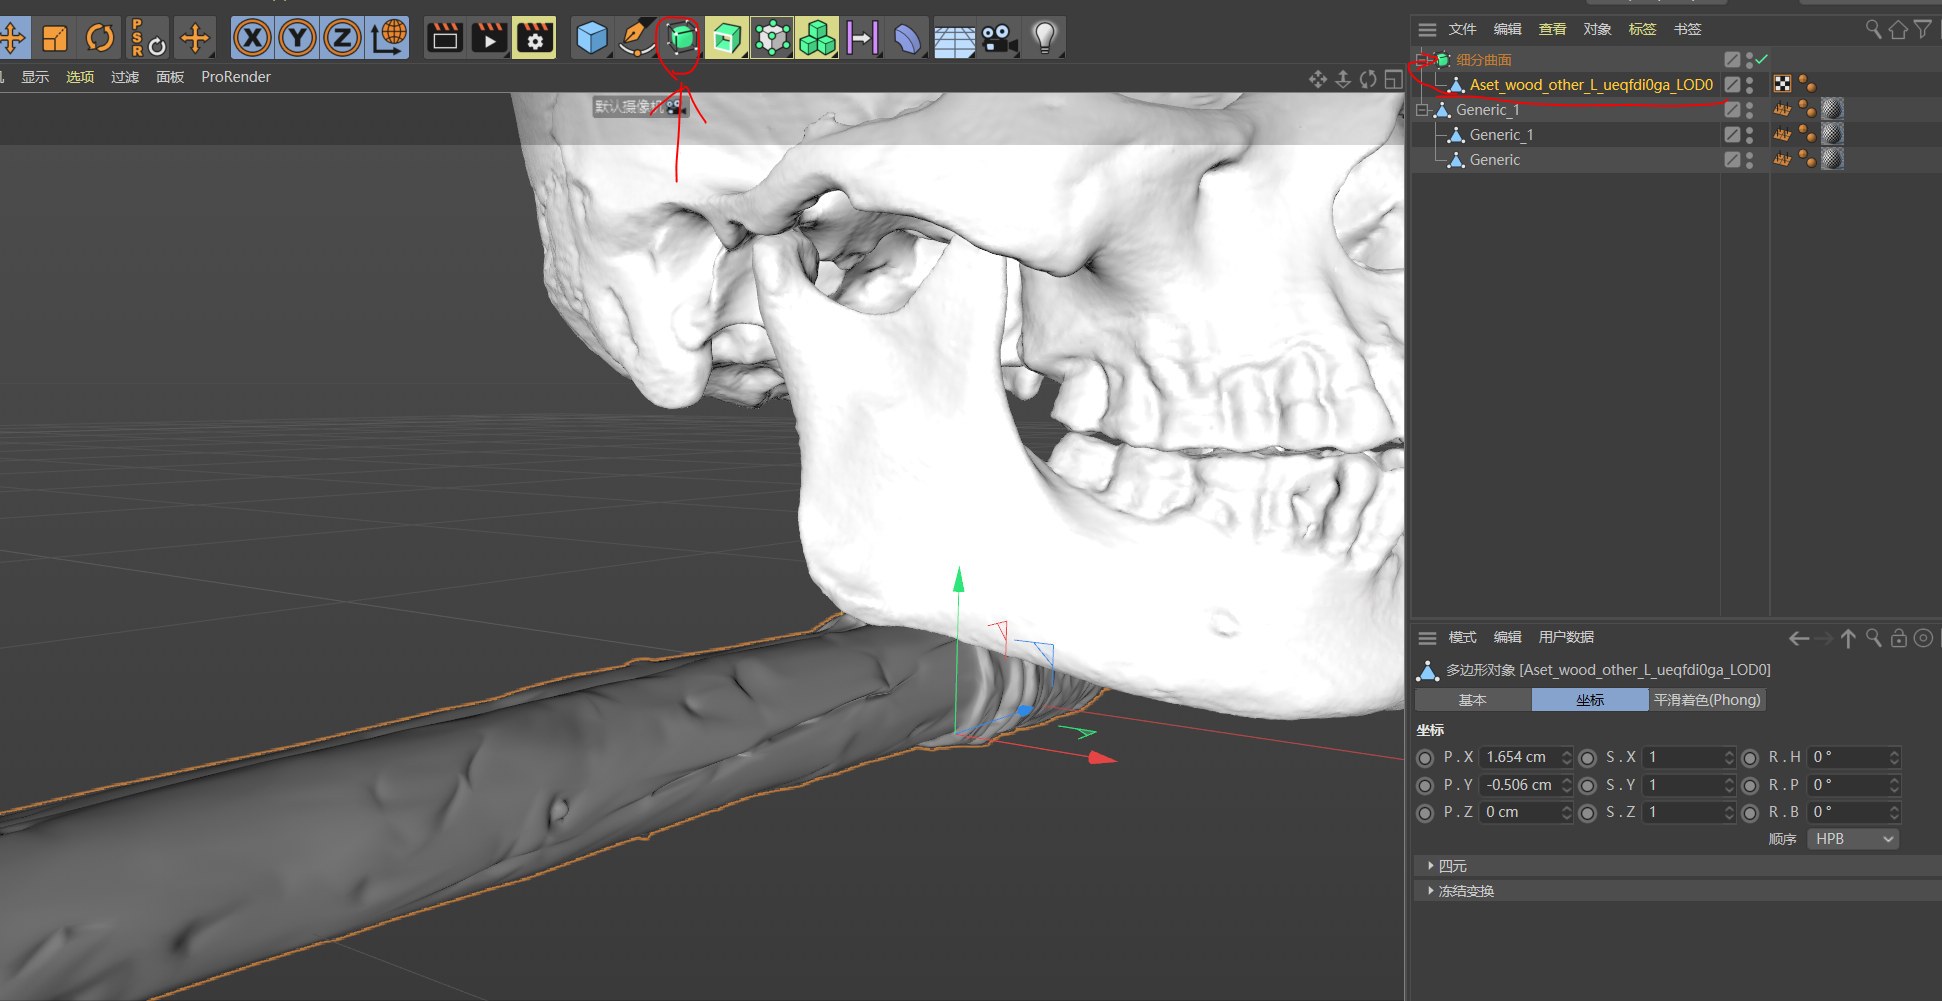 P S R
X Y Z
显示 选项 过滤 面板 ProRender
默认摄像机
文件 编辑 查看 对象 标签 书签
细分曲面
Aset_wood_other_L_ueqfdi0ga_LOD0
Generic_1
Generic_1
Generic
模式 编辑 用户数据
多边形对象 [Aset_wood_other_L_ueqfdi0ga_LOD0]
基本 坐标 平滑着色(Phong)
坐标
P . X 1.654 cm S . X 1 R . H 0 °
P . Y -0.506 cm S . Y 1 R . P 0 °
P . Z 0 cm S . Z 1 R . B 0 °
顺序 HPB
四元
冻结变换